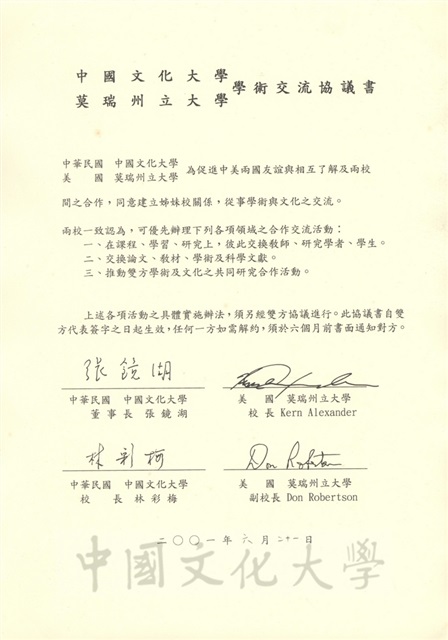 中國文化大學
莫瑞州立大學
學術交流協議書
中華民國 中國文化大學
美國 莫瑞州立大學
為促進中美兩國友誼與相互了解及兩校
間之合作，同意建立姊妹校關係，從事學術與文化之交流。
兩校一致認為，可優先辦理下列各項領域之合作交流活動：
一、在課程、學習、研究上，彼此交換教師、研究學者、學生。
二、交換論文、教材、學術及科學文獻。
三、推動雙方學術及文化之共同研究合作活動。
上述各項活動之具體實施辦法，須另經雙方協議進行。此協議書自雙
方代表簽字之日起生效，任何一方如需解約，須於六個月前書面通知對方。
張鏡湖
中華民國 中國文化大學
董事長 張鏡湖
美國 莫瑞州立大學
校長 Kern Alexander
林彩梅
中華民國 中國文化大學
校長 林彩梅
Don Robertson
美國 莫瑞州立大學
副校長 Don Robertson
二〇〇一年六月二十一日
中國文化大學